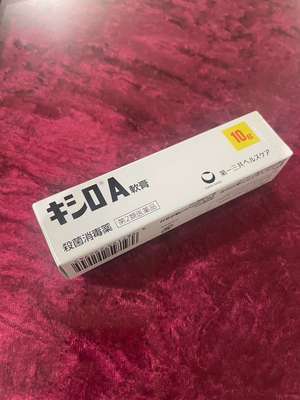 キシロA軟膏
殺菌消毒薬
第2類医薬品
10g
第一三共ヘルスケア